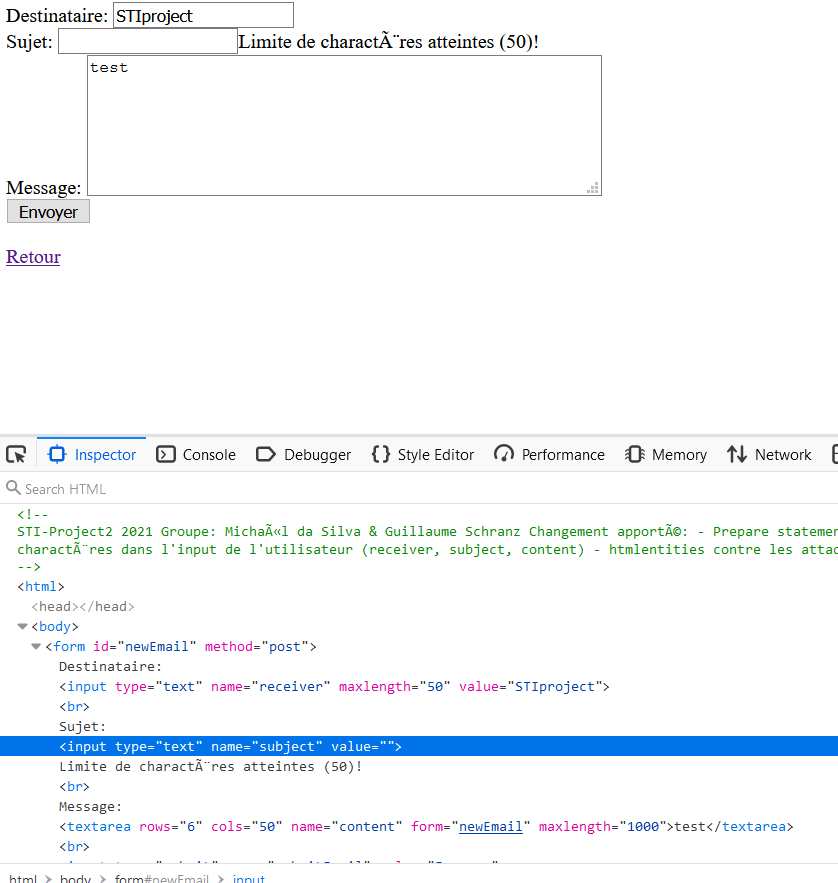 Destinataire: STIproject
Sujet: Limite de charactÃ¨res atteintes (50)!
test
Message:
Envoyer
Retour
Inspector Console Debugger Style Editor Performance Memory Network
Search HTML
<!--
STI-Project2 2021 Groupe: MichaÃ«l da Silva & Guillaume Schranz Changement apportÃ©: - Prepare statemen
charactÃ¨res dans l'input de l'utilisateur (receiver, subject, content) - htmlentities contre les attac
-->
<html>
<head></head>
<body>
<form id="newEmail" method="post">
Destinataire:
<input type="text" name="receiver" maxlength="50" value="STIproject">
<br>
Sujet:
<input type="text" name="subject" value="">
Limite de charactÃ¨res atteintes (50)!
<br>
Message:
<textarea rows="6" cols="50" name="content" form="newEmail" maxlength="1000">test</textarea>
<br>
html > body > form#newEmail > input